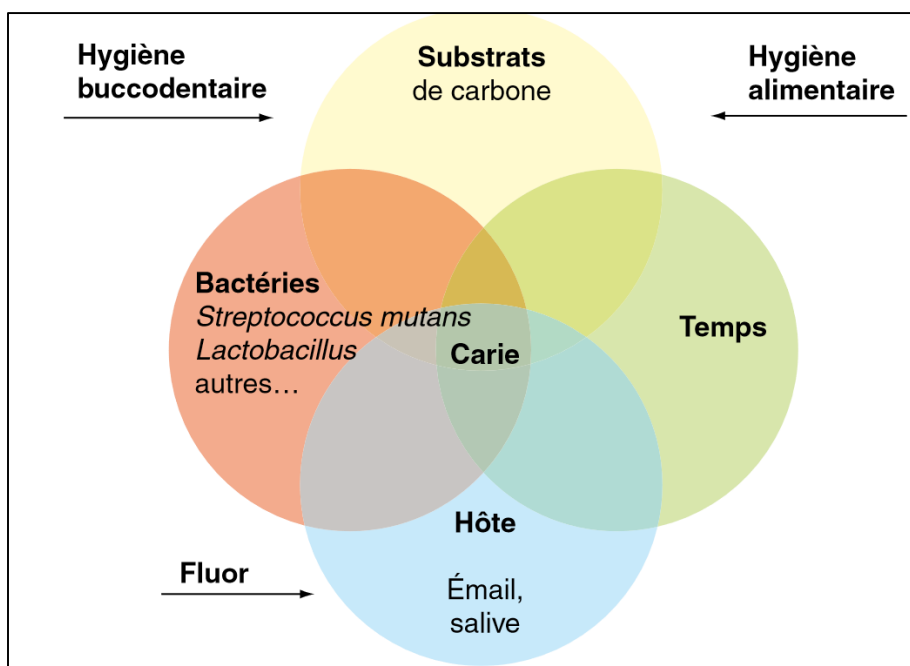 Hygiène
buccodentaire
Substrats
de carbone
Hygiène
alimentaire
Bactéries
Streptococcus mutans
Lactobacillus
autres…
Carie
Temps
Hôte
Émail,
salive
Fluor